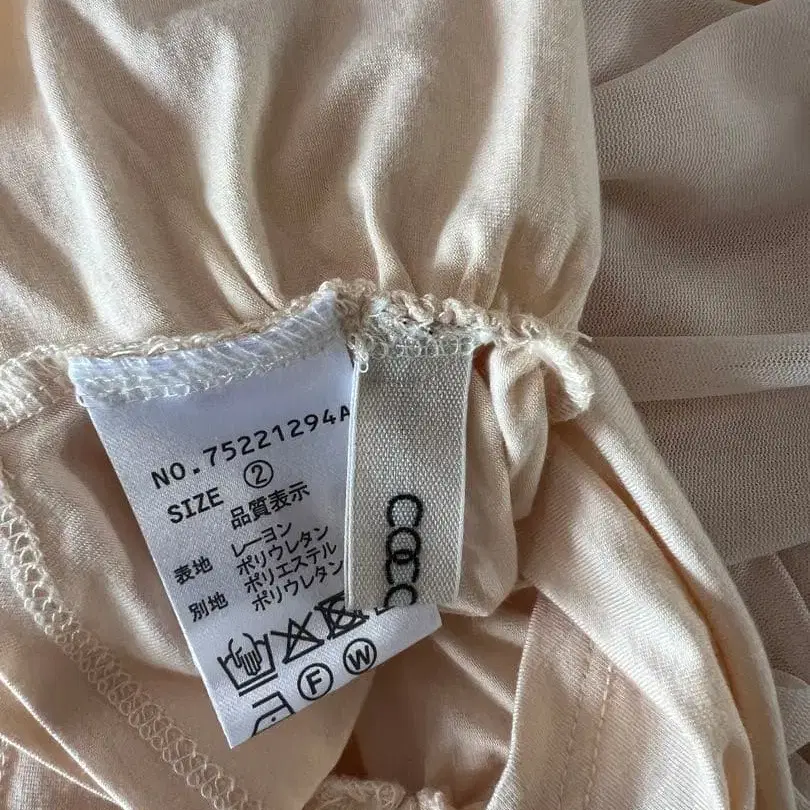 NO.75221294A
SIZE ②
品質表示
表地 レーヨン
ポリウレタン
別地 ポリエステル
ポリウレタン
F W
COCO